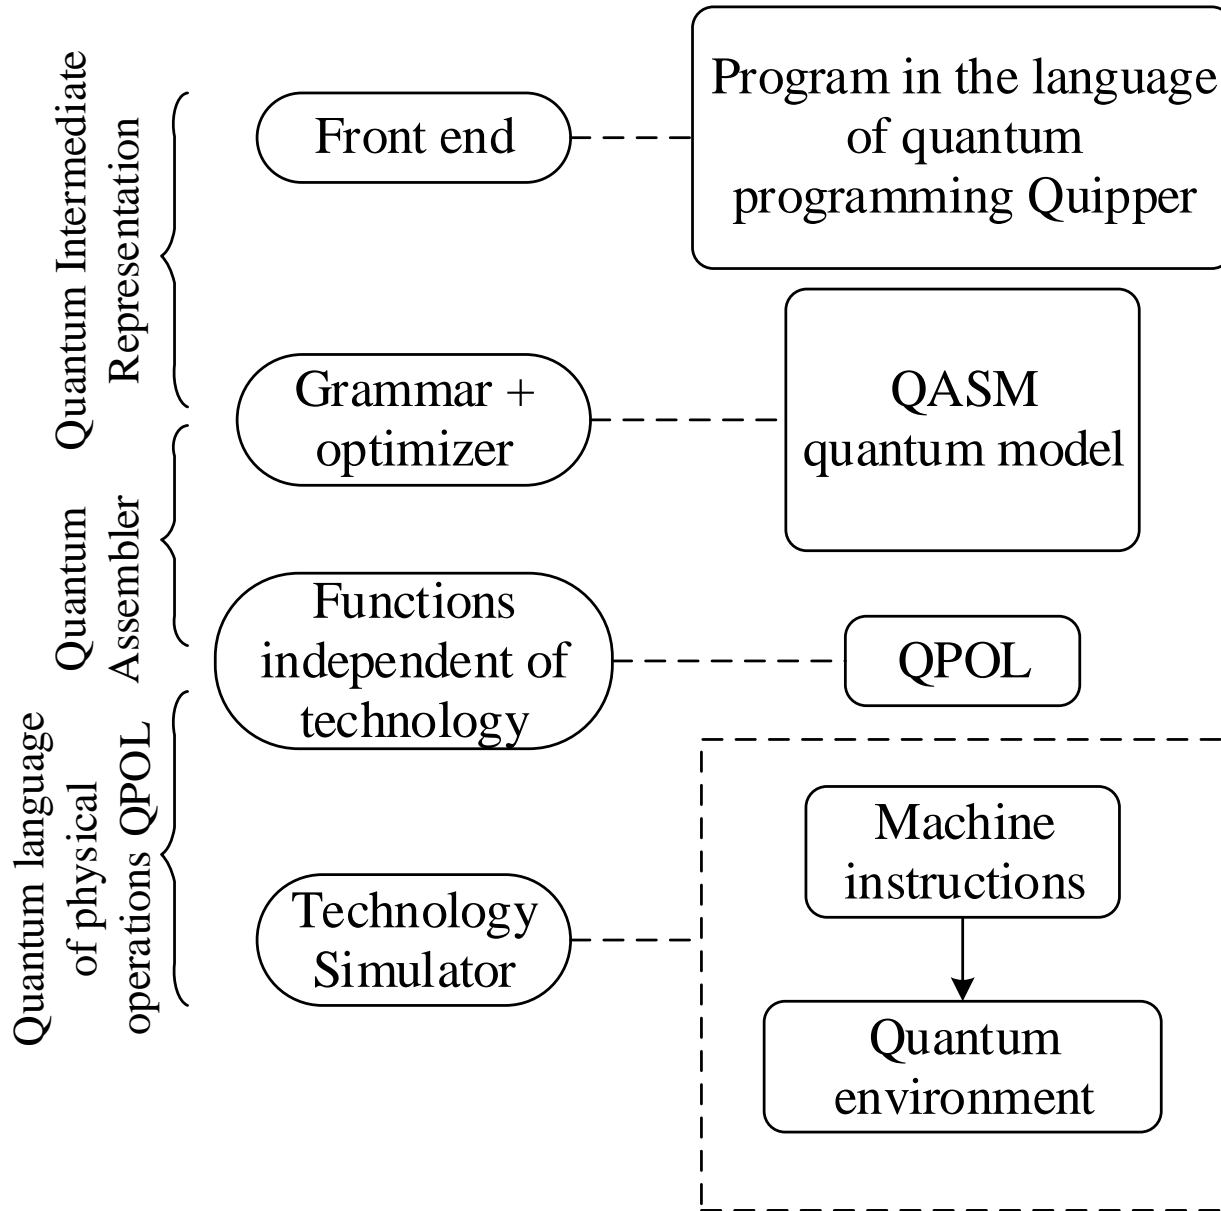 Quantum Intermediate
Representation
Front end
Program in the language
of quantum
programming Quipper
Grammar +
optimizer
QASM
quantum model
Quantum
Assembler
Functions
independent of
technology
QPOL
Quantum language
of physical
operations QPOL
Technology
Simulator
Machine
instructions
Quantum
environment